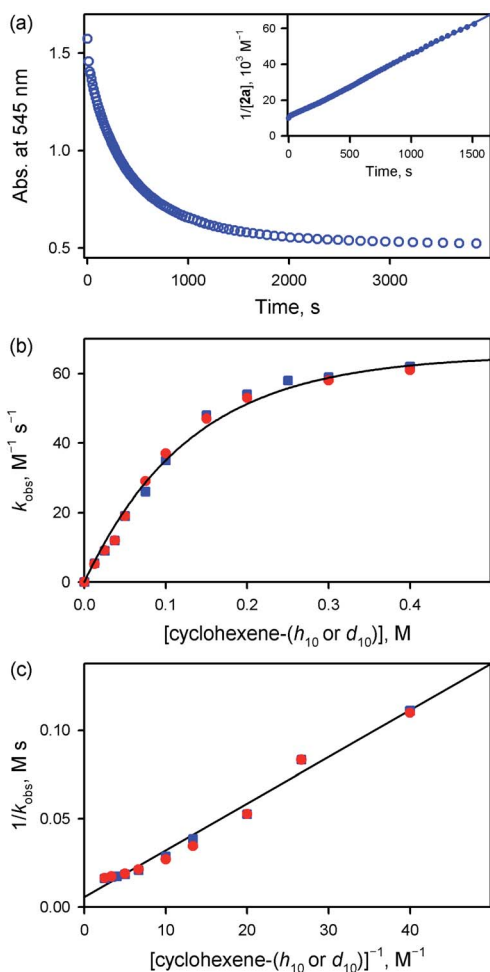 (a)
1.5
1.0
0.5
Abs. at 545 nm
0
1000
2000
3000
Time, s
60
40
20
0
1/[2a], 10³ M⁻¹
0
500
1000
1500
Time, s
(b)
60
40
20
0
k_obs, M⁻¹ s⁻¹
0.0
0.1
0.2
0.3
0.4
[cyclohexene-(h₁₀ or d₁₀)], M
(c)
0.10
0.05
0.00
1/k_obs, M s
0
10
20
30
40
[cyclohexene-(h₁₀ or d₁₀)]⁻¹, M⁻¹